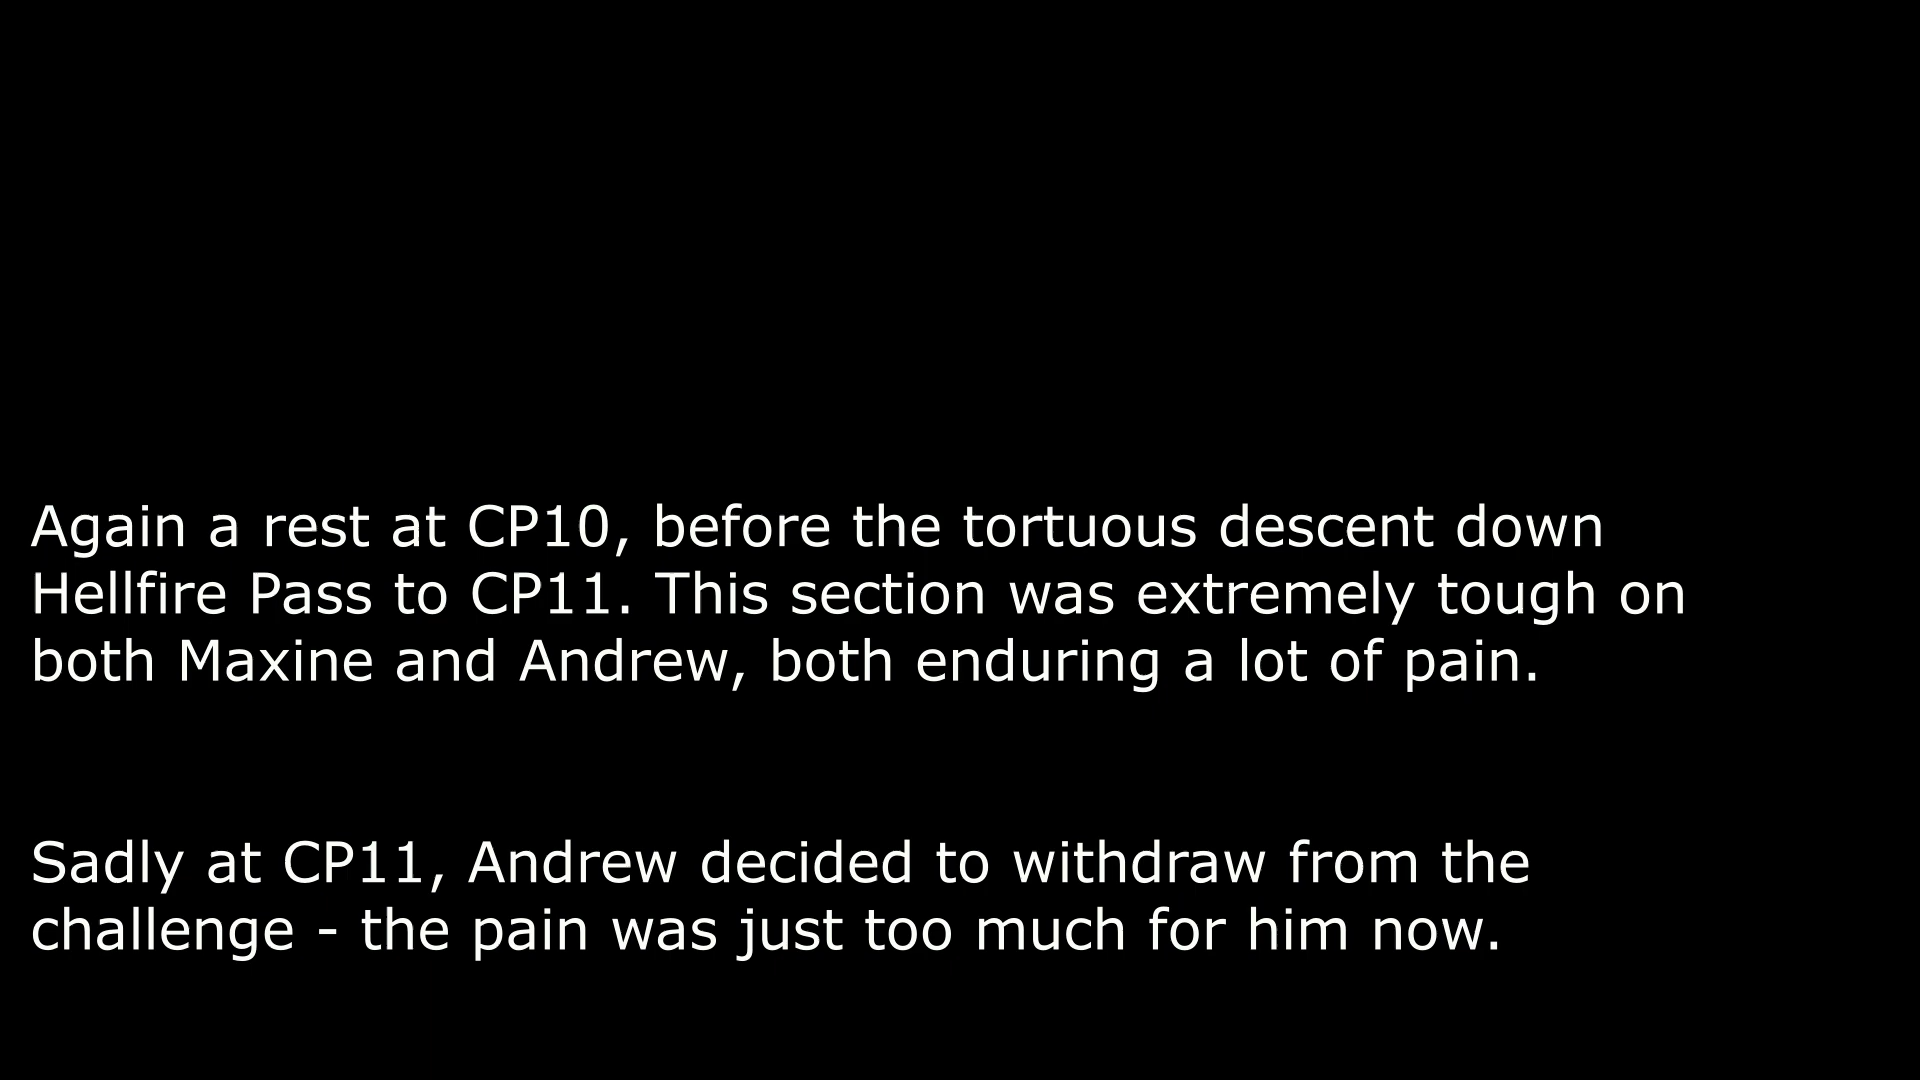 Again a rest at CP10, before the tortuous descent down
Hellfire Pass to CP11. This section was extremely tough on
both Maxine and Andrew, both enduring a lot of pain.
Sadly at CP11, Andrew decided to withdraw from the
challenge - the pain was just too much for him now.